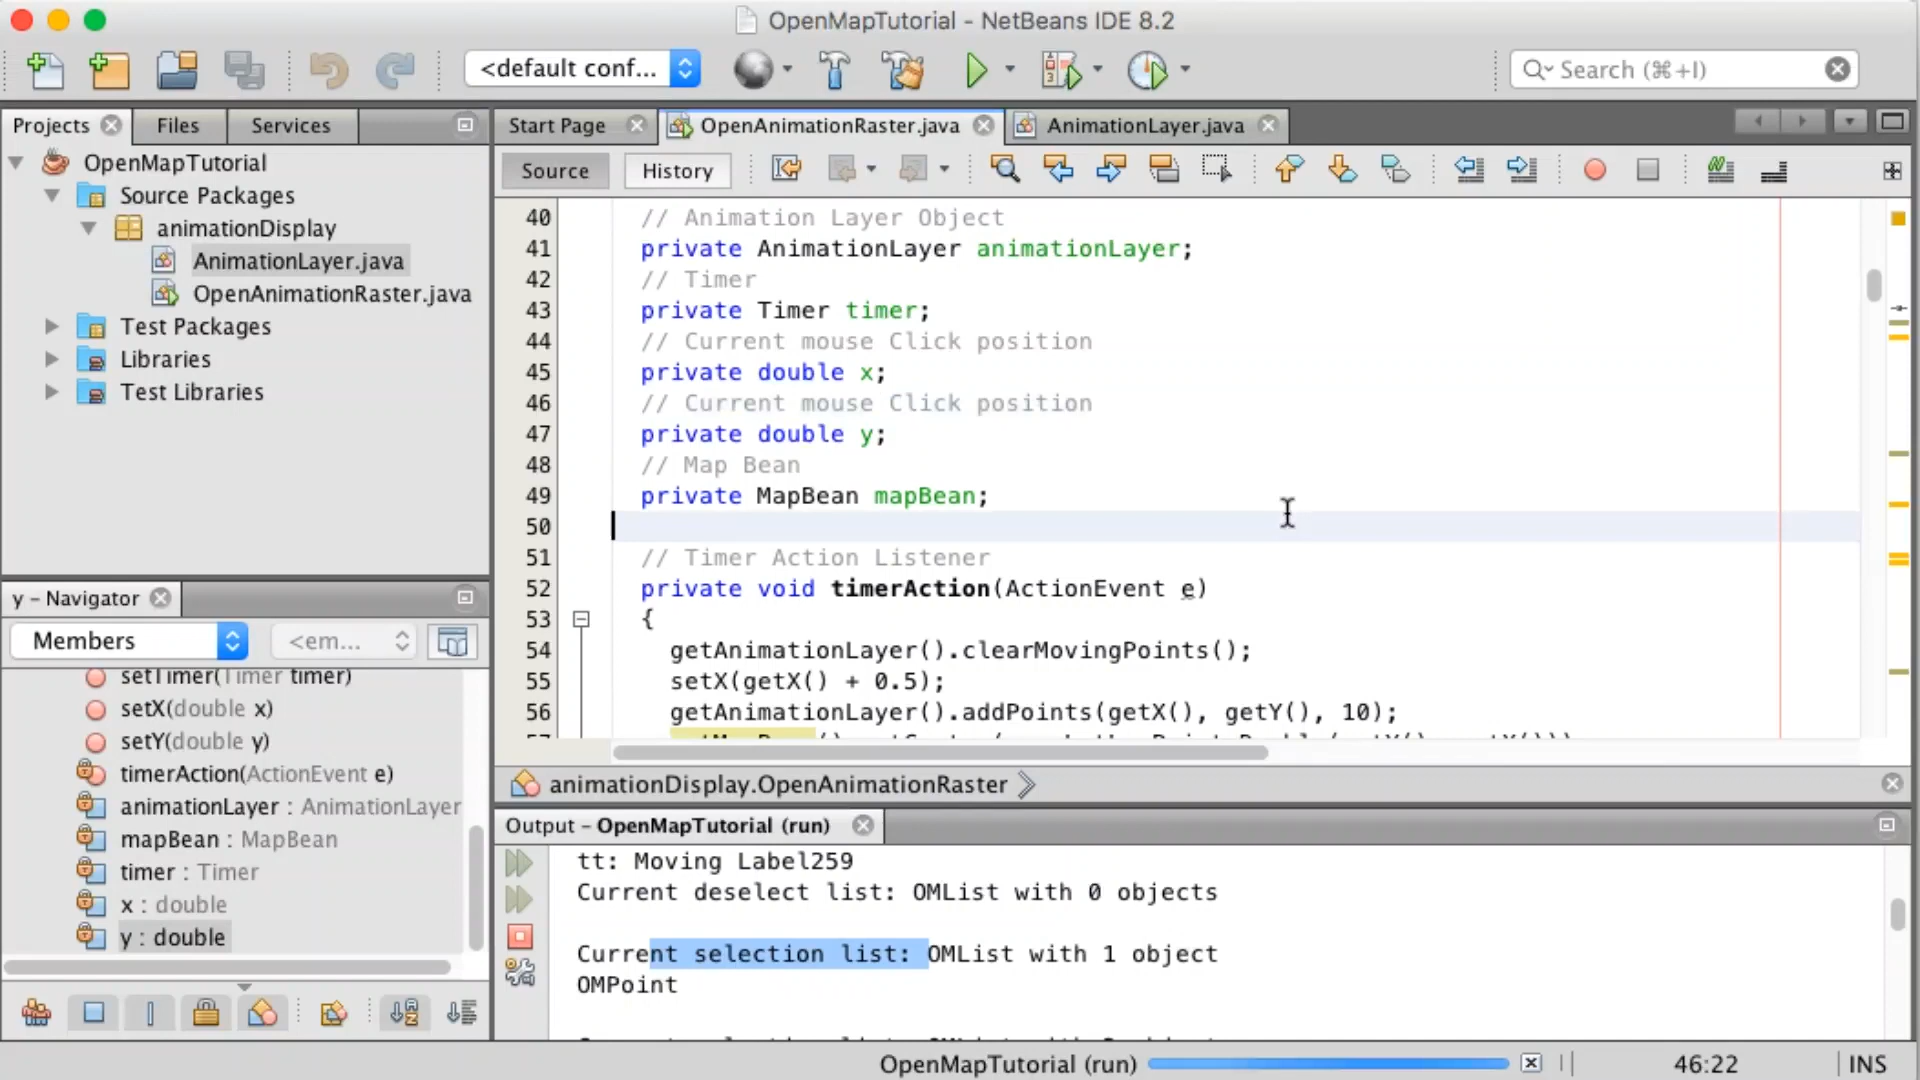 OpenMapTutorial - NetBeans IDE 8.2
<default conf...
Search (⌘+I)
Projects
Files
Services
Start Page
OpenAnimationRaster.java
AnimationLayer.java
Source
History
OpenMapTutorial
Source Packages
animationDisplay
AnimationLayer.java
OpenAnimationRaster.java
Test Packages
Libraries
Test Libraries
40 // Animation Layer Object
41 private AnimationLayer animationLayer;
42 // Timer
43 private Timer timer;
44 // Current mouse Click position
45 private double x;
46 // Current mouse Click position
47 private double y;
48 // Map Bean
49 private MapBean mapBean;
50
51 // Timer Action Listener
52 private void timerAction(ActionEvent e)
53 {
54 getAnimationLayer().clearMovingPoints();
55 setX(getX() + 0.5);
56 getAnimationLayer().addPoints(getX(), getY(), 10);
y - Navigator
Members
<em...
setTimer(Timer timer)
setX(double x)
setY(double y)
timerAction(ActionEvent e)
animationLayer : AnimationLayer
mapBean : MapBean
timer : Timer
x : double
y : double
animationDisplay.OpenAnimationRaster
Output - OpenMapTutorial (run)
tt: Moving Label259
Current deselect list: OMList with 0 objects
Current selection list: OMList with 1 object
OMPoint
OpenMapTutorial (run)
46:22
INS